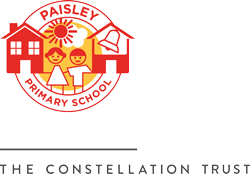 PAISLEY
PRIMARY SCHOOL
THE CONSTELLATION TRUST